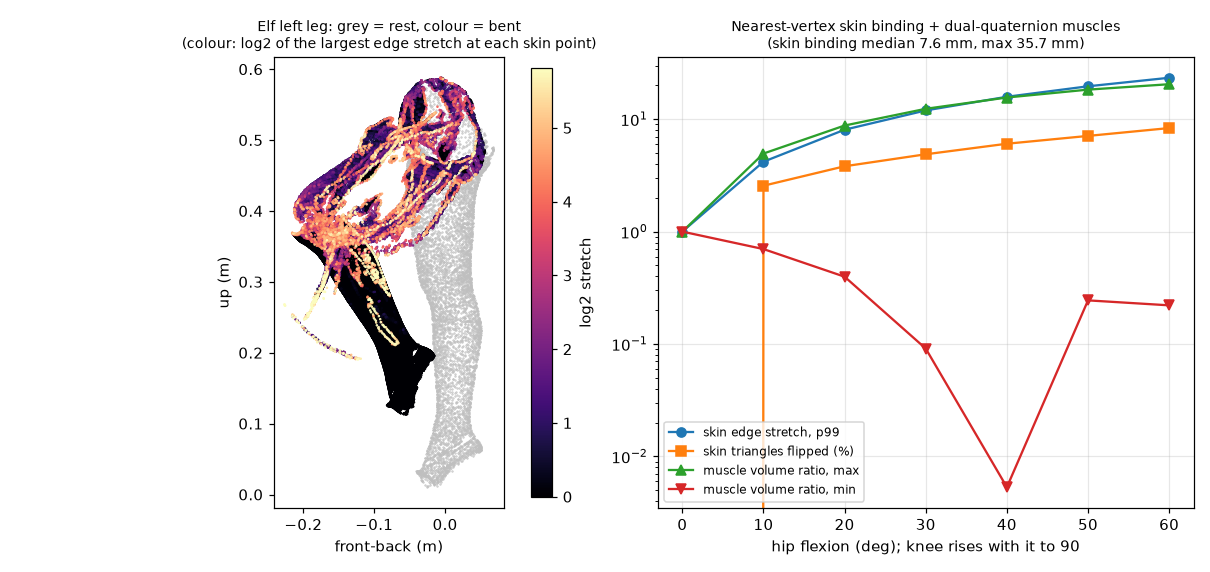 Elf left leg: grey = rest, colour = bent
(colour: log2 of the largest edge stretch at each skin point)
0.6
0.5
0.4
0.3
0.2
0.1
0.0
up (m)
−0.2
−0.1
0.0
front-back (m)
5
4
3
2
1
0
log2 stretch
Nearest-vertex skin binding + dual-quaternion muscles
(skin binding median 7.6 mm, max 35.7 mm)
10¹
10⁰
10⁻¹
10⁻²
skin edge stretch, p99
skin triangles flipped (%)
muscle volume ratio, max
muscle volume ratio, min
0
10
20
30
40
50
60
hip flexion (deg); knee rises with it to 90